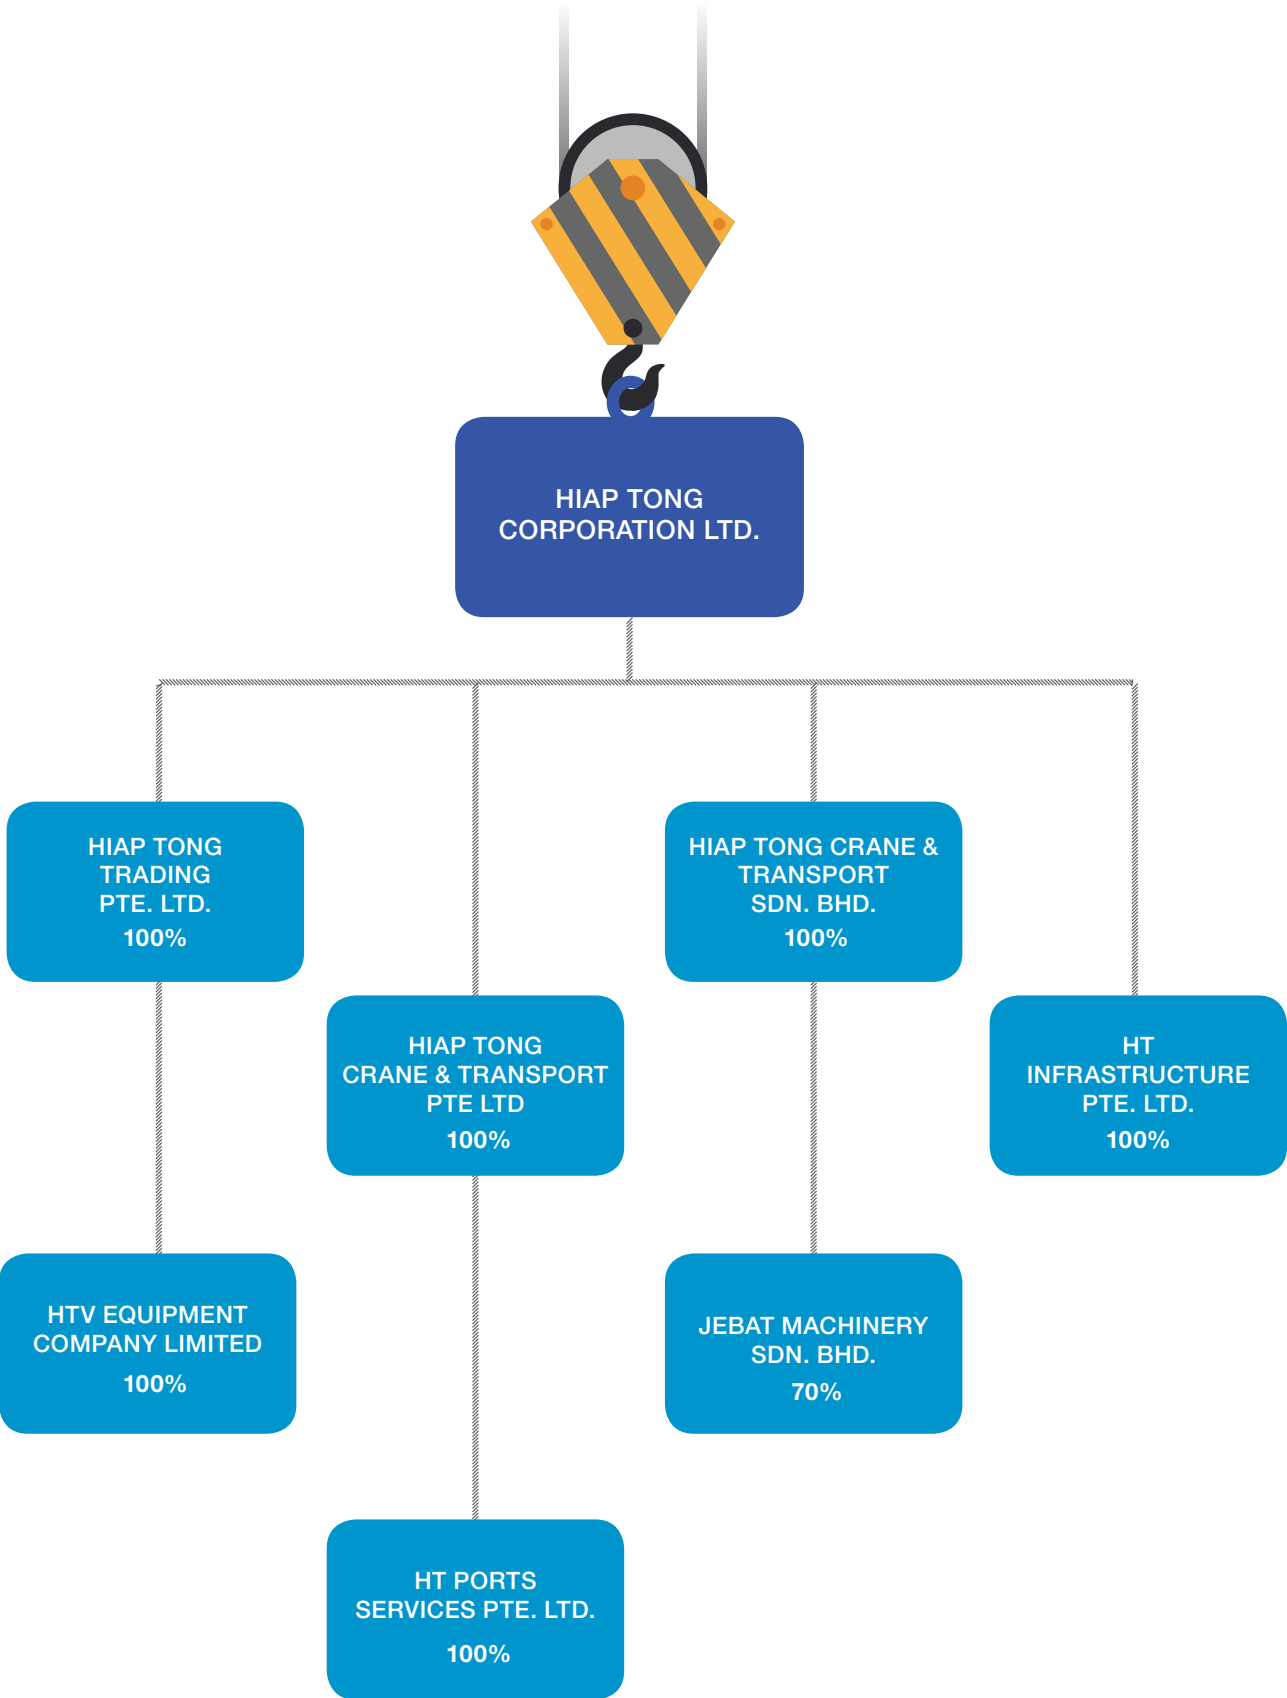 HIAP TONG
CORPORATION LTD.
HIAP TONG
TRADING
PTE. LTD.
100%
HIAP TONG CRANE &
TRANSPORT
SDN. BHD.
100%
HIAP TONG
CRANE & TRANSPORT
PTE LTD
100%
HT
INFRASTRUCTURE
PTE. LTD.
100%
HTV EQUIPMENT
COMPANY LIMITED
100%
JEBAT MACHINERY
SDN. BHD.
70%
HT PORTS
SERVICES PTE. LTD.
100%